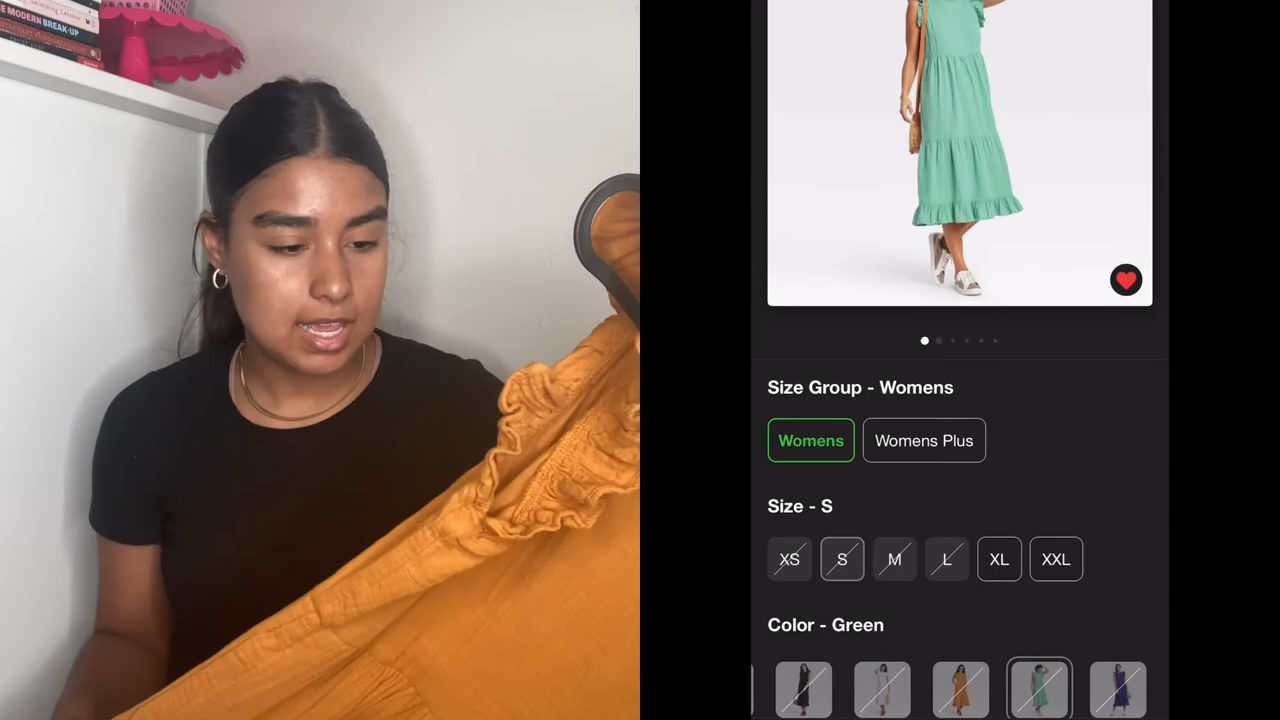 E MODERN BREAK-UP
Size Group - Womens
Womens
Womens Plus
Size - S
XS
S
M
L
XL
XXL
Color - Green